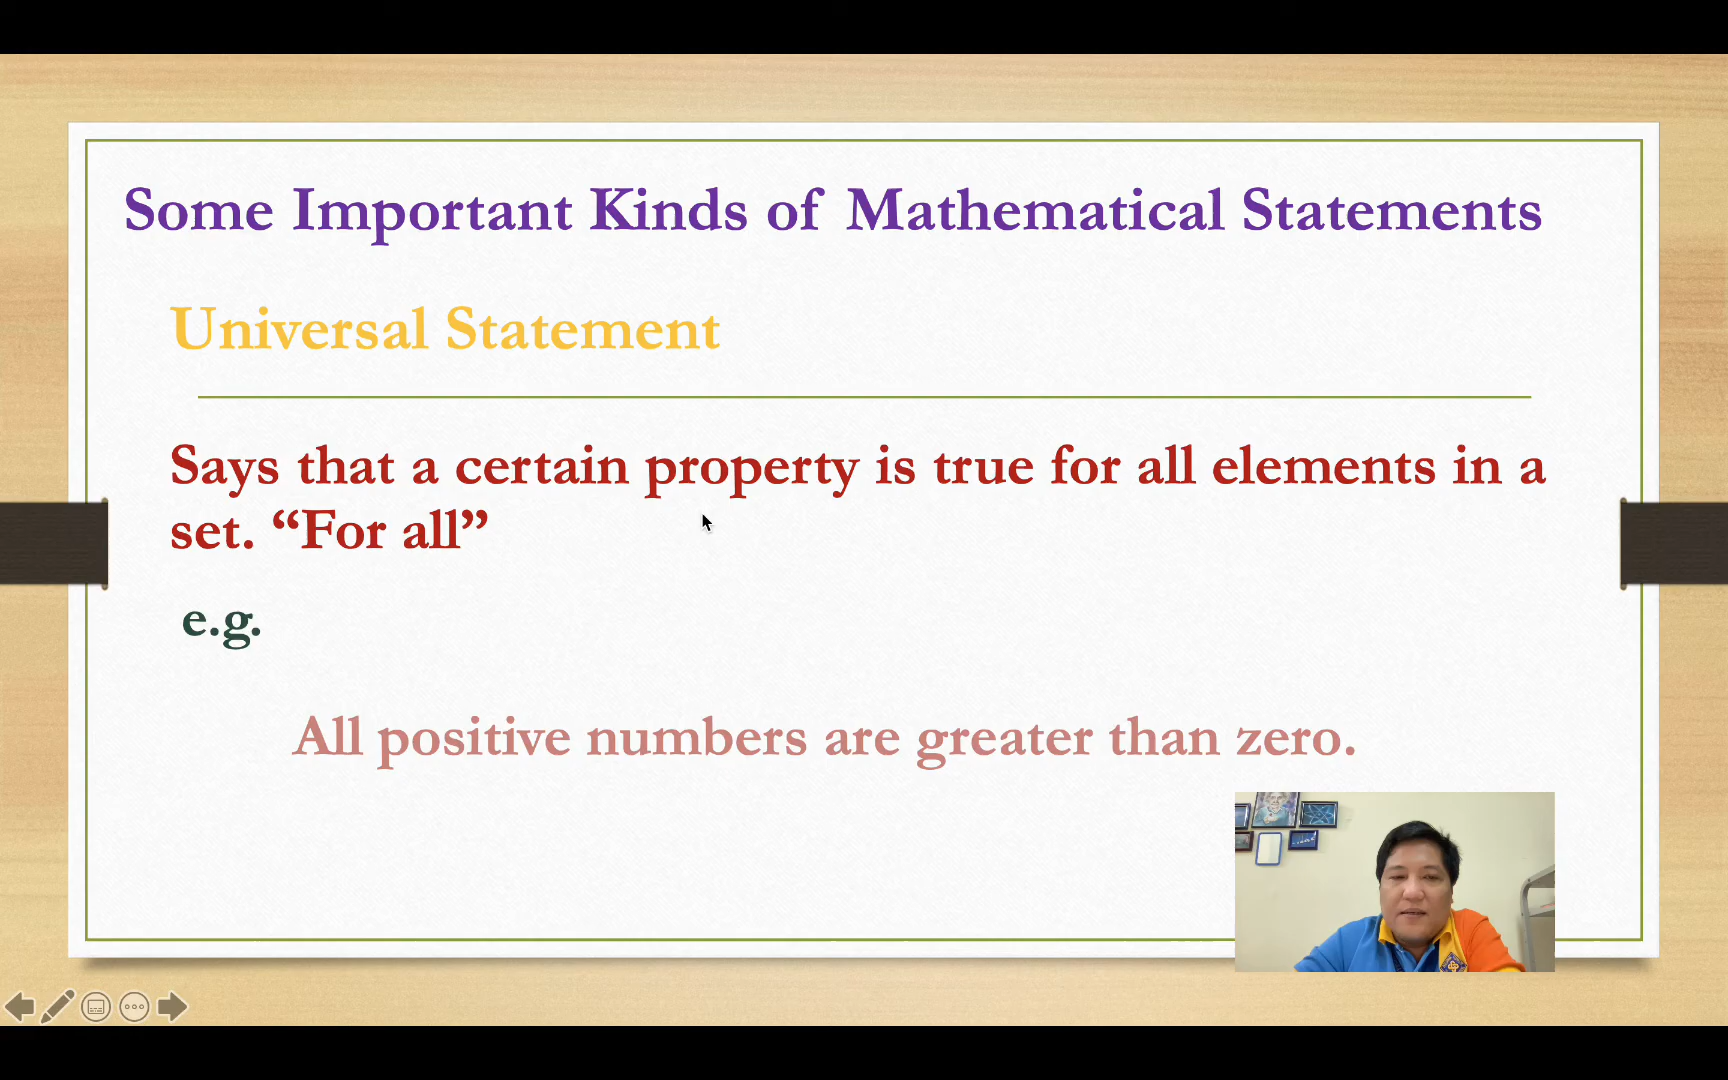 Some Important Kinds of Mathematical Statements
Universal Statement
Says that a certain property is true for all elements in a
set. “For all”
e.g.
All positive numbers are greater than zero.